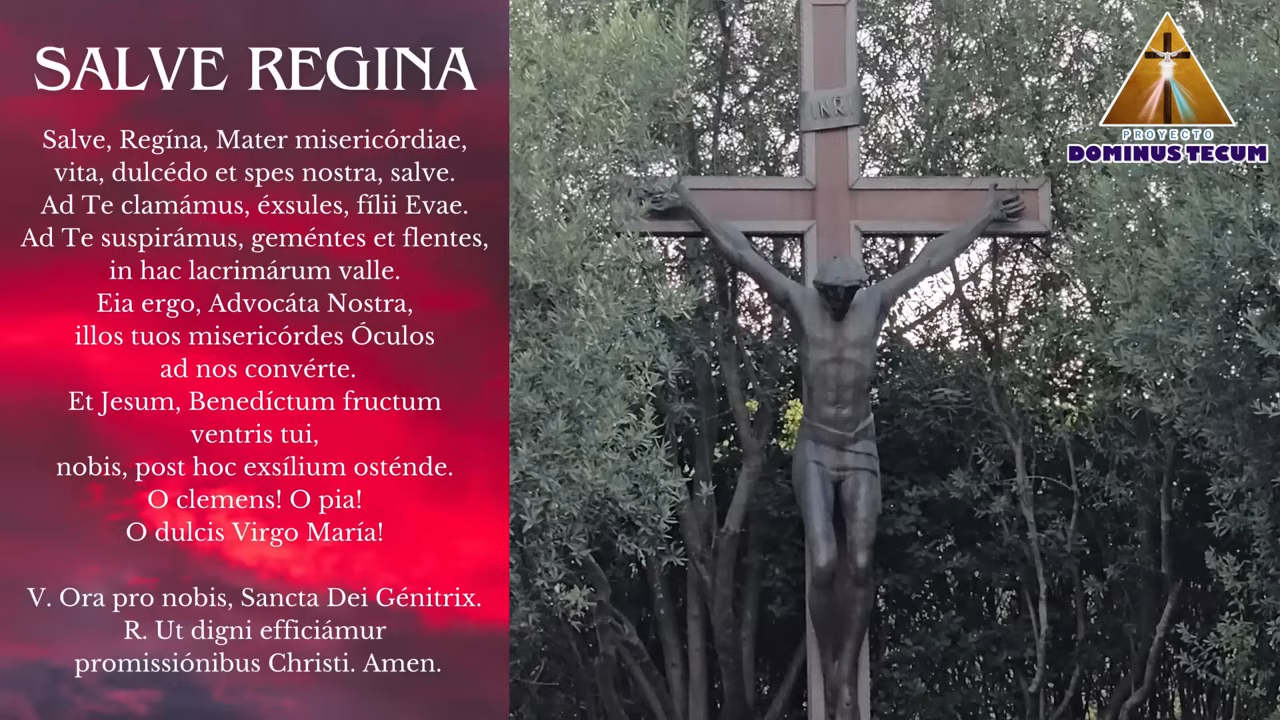 SALVE REGINA
Salve, Regína, Mater misericórdiae,
vita, dulcédo et spes nostra, salve.
Ad Te clamámus, éxsules, fílii Evae.
Ad Te suspirámus, geméntes et flentes,
in hac lacrimárum valle.
Eia ergo, Advocáta Nostra,
illos tuos misericórdes Óculos
ad nos convérte.
Et Jesum, Benedíctum fructum
ventris tui,
nobis, post hoc exsílium osténde.
O clemens! O pia!
O dulcis Virgo María!
V. Ora pro nobis, Sancta Dei Génitrix.
R. Ut digni efficiámur
promissiónibus Christi. Amen.
INRI
PROYECTO
DOMINUS TECUM